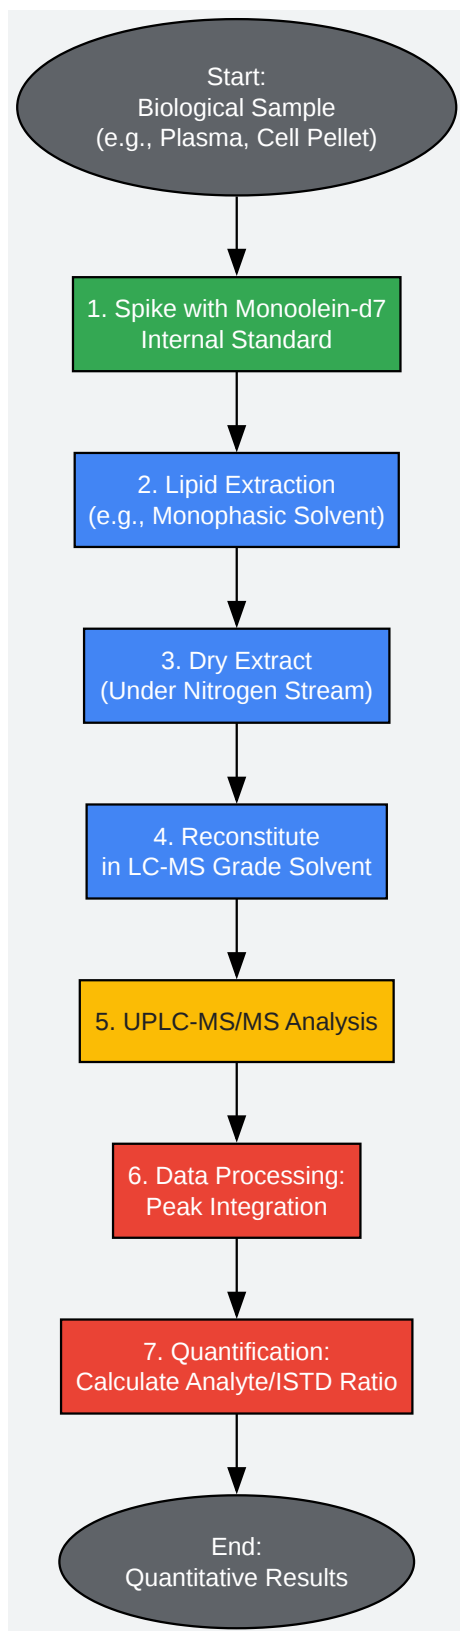 Start:
Biological Sample
(e.g., Plasma, Cell Pellet)
1. Spike with Monoolein-d7
Internal Standard
2. Lipid Extraction
(e.g., Monophasic Solvent)
3. Dry Extract
(Under Nitrogen Stream)
4. Reconstitute
in LC-MS Grade Solvent
5. UPLC-MS/MS Analysis
6. Data Processing:
Peak Integration
7. Quantification:
Calculate Analyte/ISTD Ratio
End:
Quantitative Results